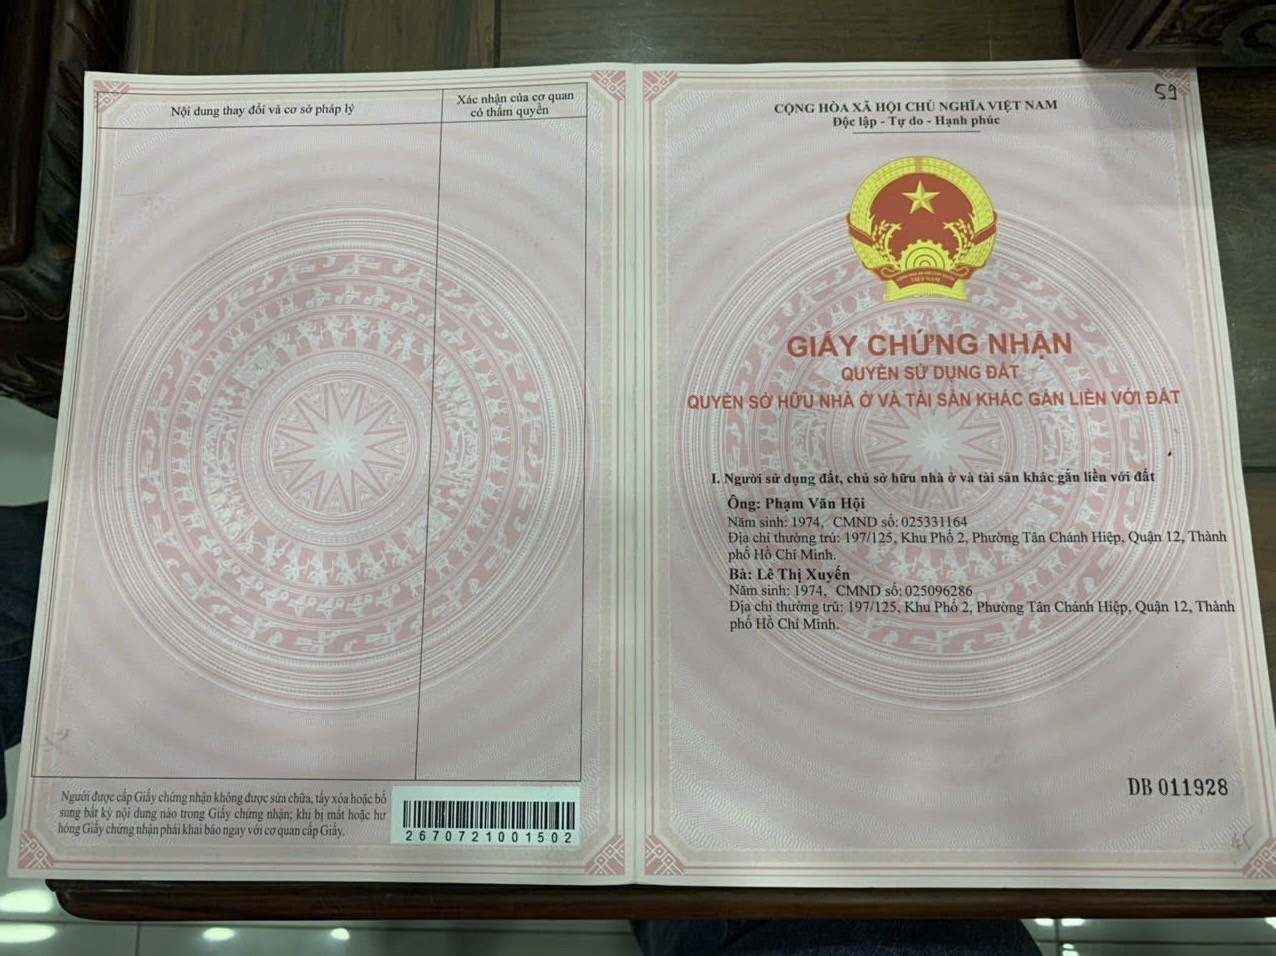 Nội dung thay đổi và cơ sở pháp lý
Xác nhận của cơ quan
có thẩm quyền
Người được cấp Giấy chứng nhận không được sửa chữa, tẩy xóa hoặc bổ
sung bất kỳ nội dung nào trong Giấy chứng nhận; khi bị mất hoặc hư
hỏng Giấy chứng nhận phải khai báo ngay với cơ quan cấp Giấy.
2670721001502
59
CỘNG HÒA XÃ HỘI CHỦ NGHĨA VIỆT NAM
Độc lập - Tự do - Hạnh phúc
VIỆT NAM
GIẤY CHỨNG NHẬN
QUYỀN SỬ DỤNG ĐẤT
QUYỀN SỞ HỮU NHÀ Ở VÀ TÀI SẢN KHÁC GẮN LIỀN VỚI ĐẤT
I. Người sử dụng đất, chủ sở hữu nhà ở và tài sản khác gắn liền với đất
Ông: Phạm Văn Hội
Năm sinh: 1974, CMND số: 025331164
Địa chỉ thường trú: 197/125, Khu Phố 2, Phường Tân Chánh Hiệp, Quận 12, Thành
phố Hồ Chí Minh.
Bà: Lê Thị Xuyến
Năm sinh: 1974, CMND số: 025096286
Địa chỉ thường trú: 197/125, Khu Phố 2, Phường Tân Chánh Hiệp, Quận 12, Thành
phố Hồ Chí Minh.
DB 011928
45